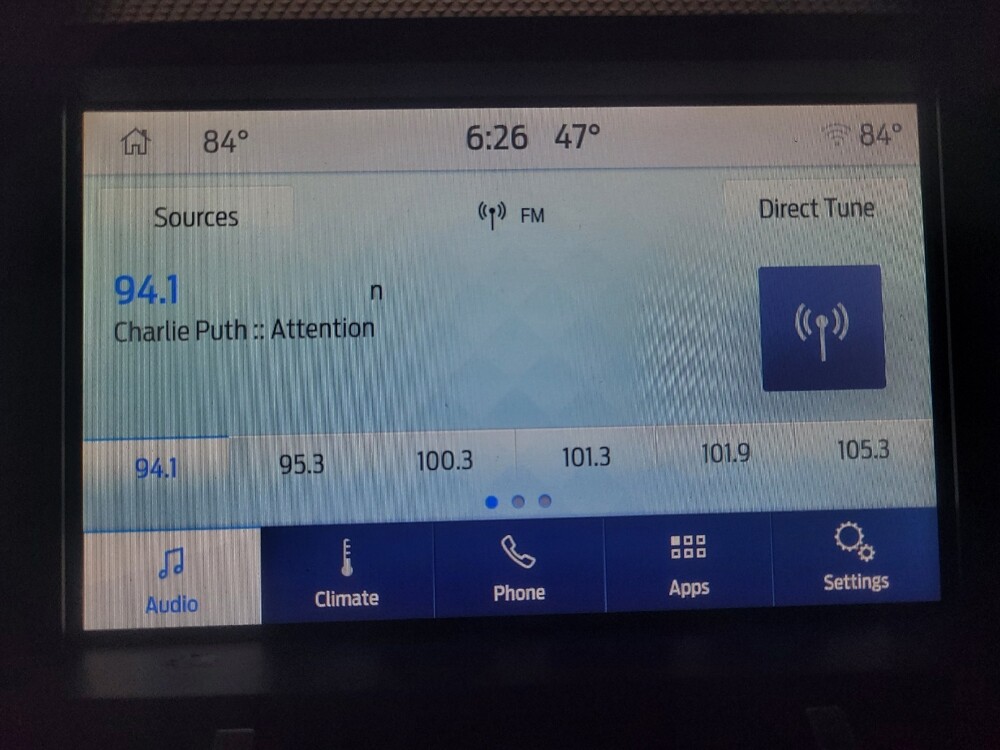 84° 6:26 47° 84°
Sources FM Direct Tune
94.1 n
Charlie Puth :: Attention
94.1 95.3 100.3 101.3 101.9 105.3
Audio Climate Phone Apps Settings